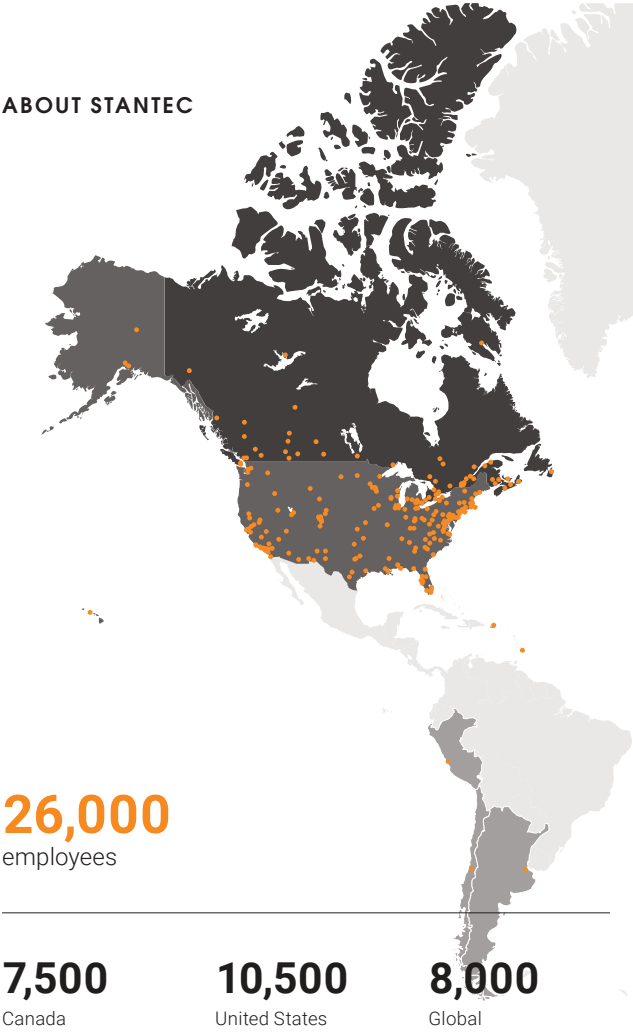 ABOUT STANTEC
26,000
employees
7,500 10,500 8,000
Canada United States Global